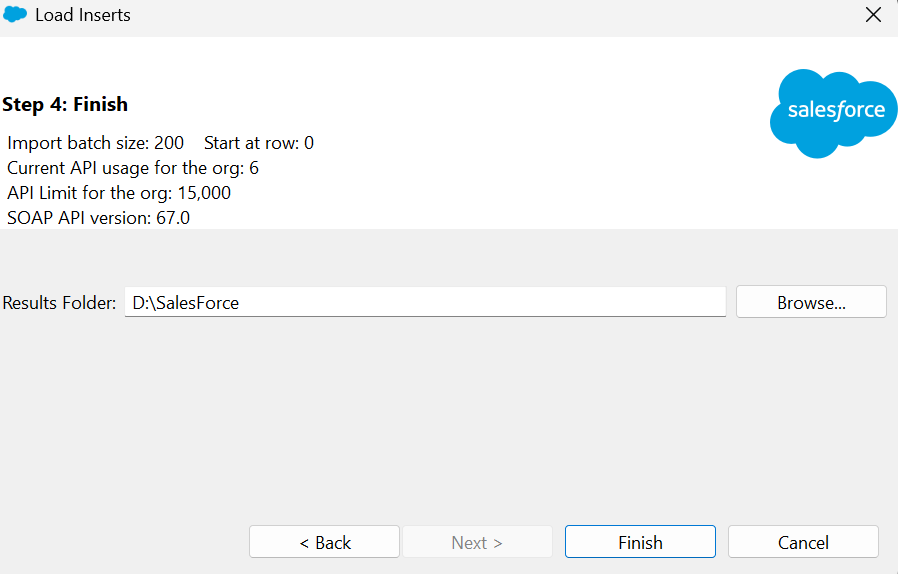 Load Inserts
Step 4: Finish
salesforce
Import batch size: 200    Start at row: 0
Current API usage for the org: 6
API Limit for the org: 15,000
SOAP API version: 67.0
Results Folder: D:\SalesForce Browse...
< Back Next > Finish Cancel